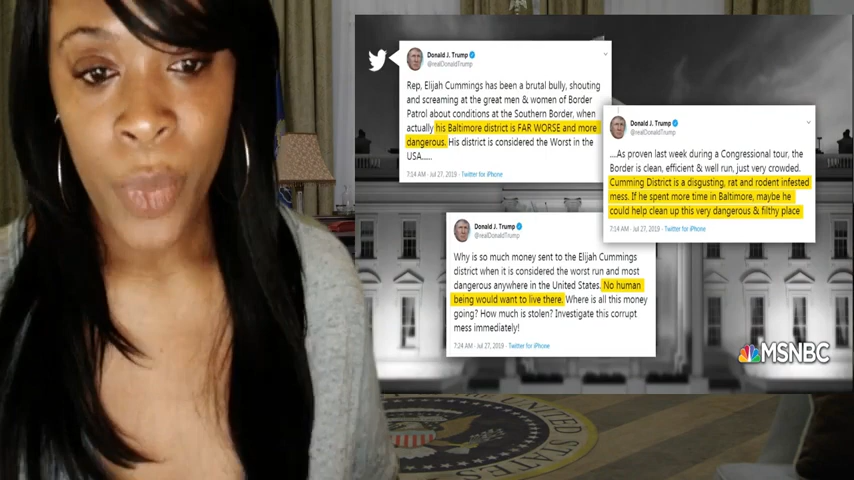 Donald J. Trump
@realDonaldTrump
Rep, Elijah Cummings has been a brutal bully, shouting
and screaming at the great men & women of Border
Patrol about conditions at the Southern Border, when
actually his Baltimore district is FAR WORSE and more
dangerous. His district is considered the Worst in the
USA......
7:14 AM - Jul 27, 2019 · Twitter for iPhone
Donald J. Trump
@realDonaldTrump
....As proven last week during a Congressional tour, the
Border is clean, efficient & well run, just very crowded.
Cumming District is a disgusting, rat and rodent infested
mess. If he spent more time in Baltimore, maybe he
could help clean up this very dangerous & filthy place
7:14 AM - Jul 27, 2019 · Twitter for iPhone
Donald J. Trump
@realDonaldTrump
Why is so much money sent to the Elijah Cummings
district when it is considered the worst run and most
dangerous anywhere in the United States. No human
being would want to live there. Where is all this money
going? How much is stolen? Investigate this corrupt
mess immediately!
7:24 AM - Jul 27, 2019 · Twitter for iPhone
MSNBC
UNITED STATES